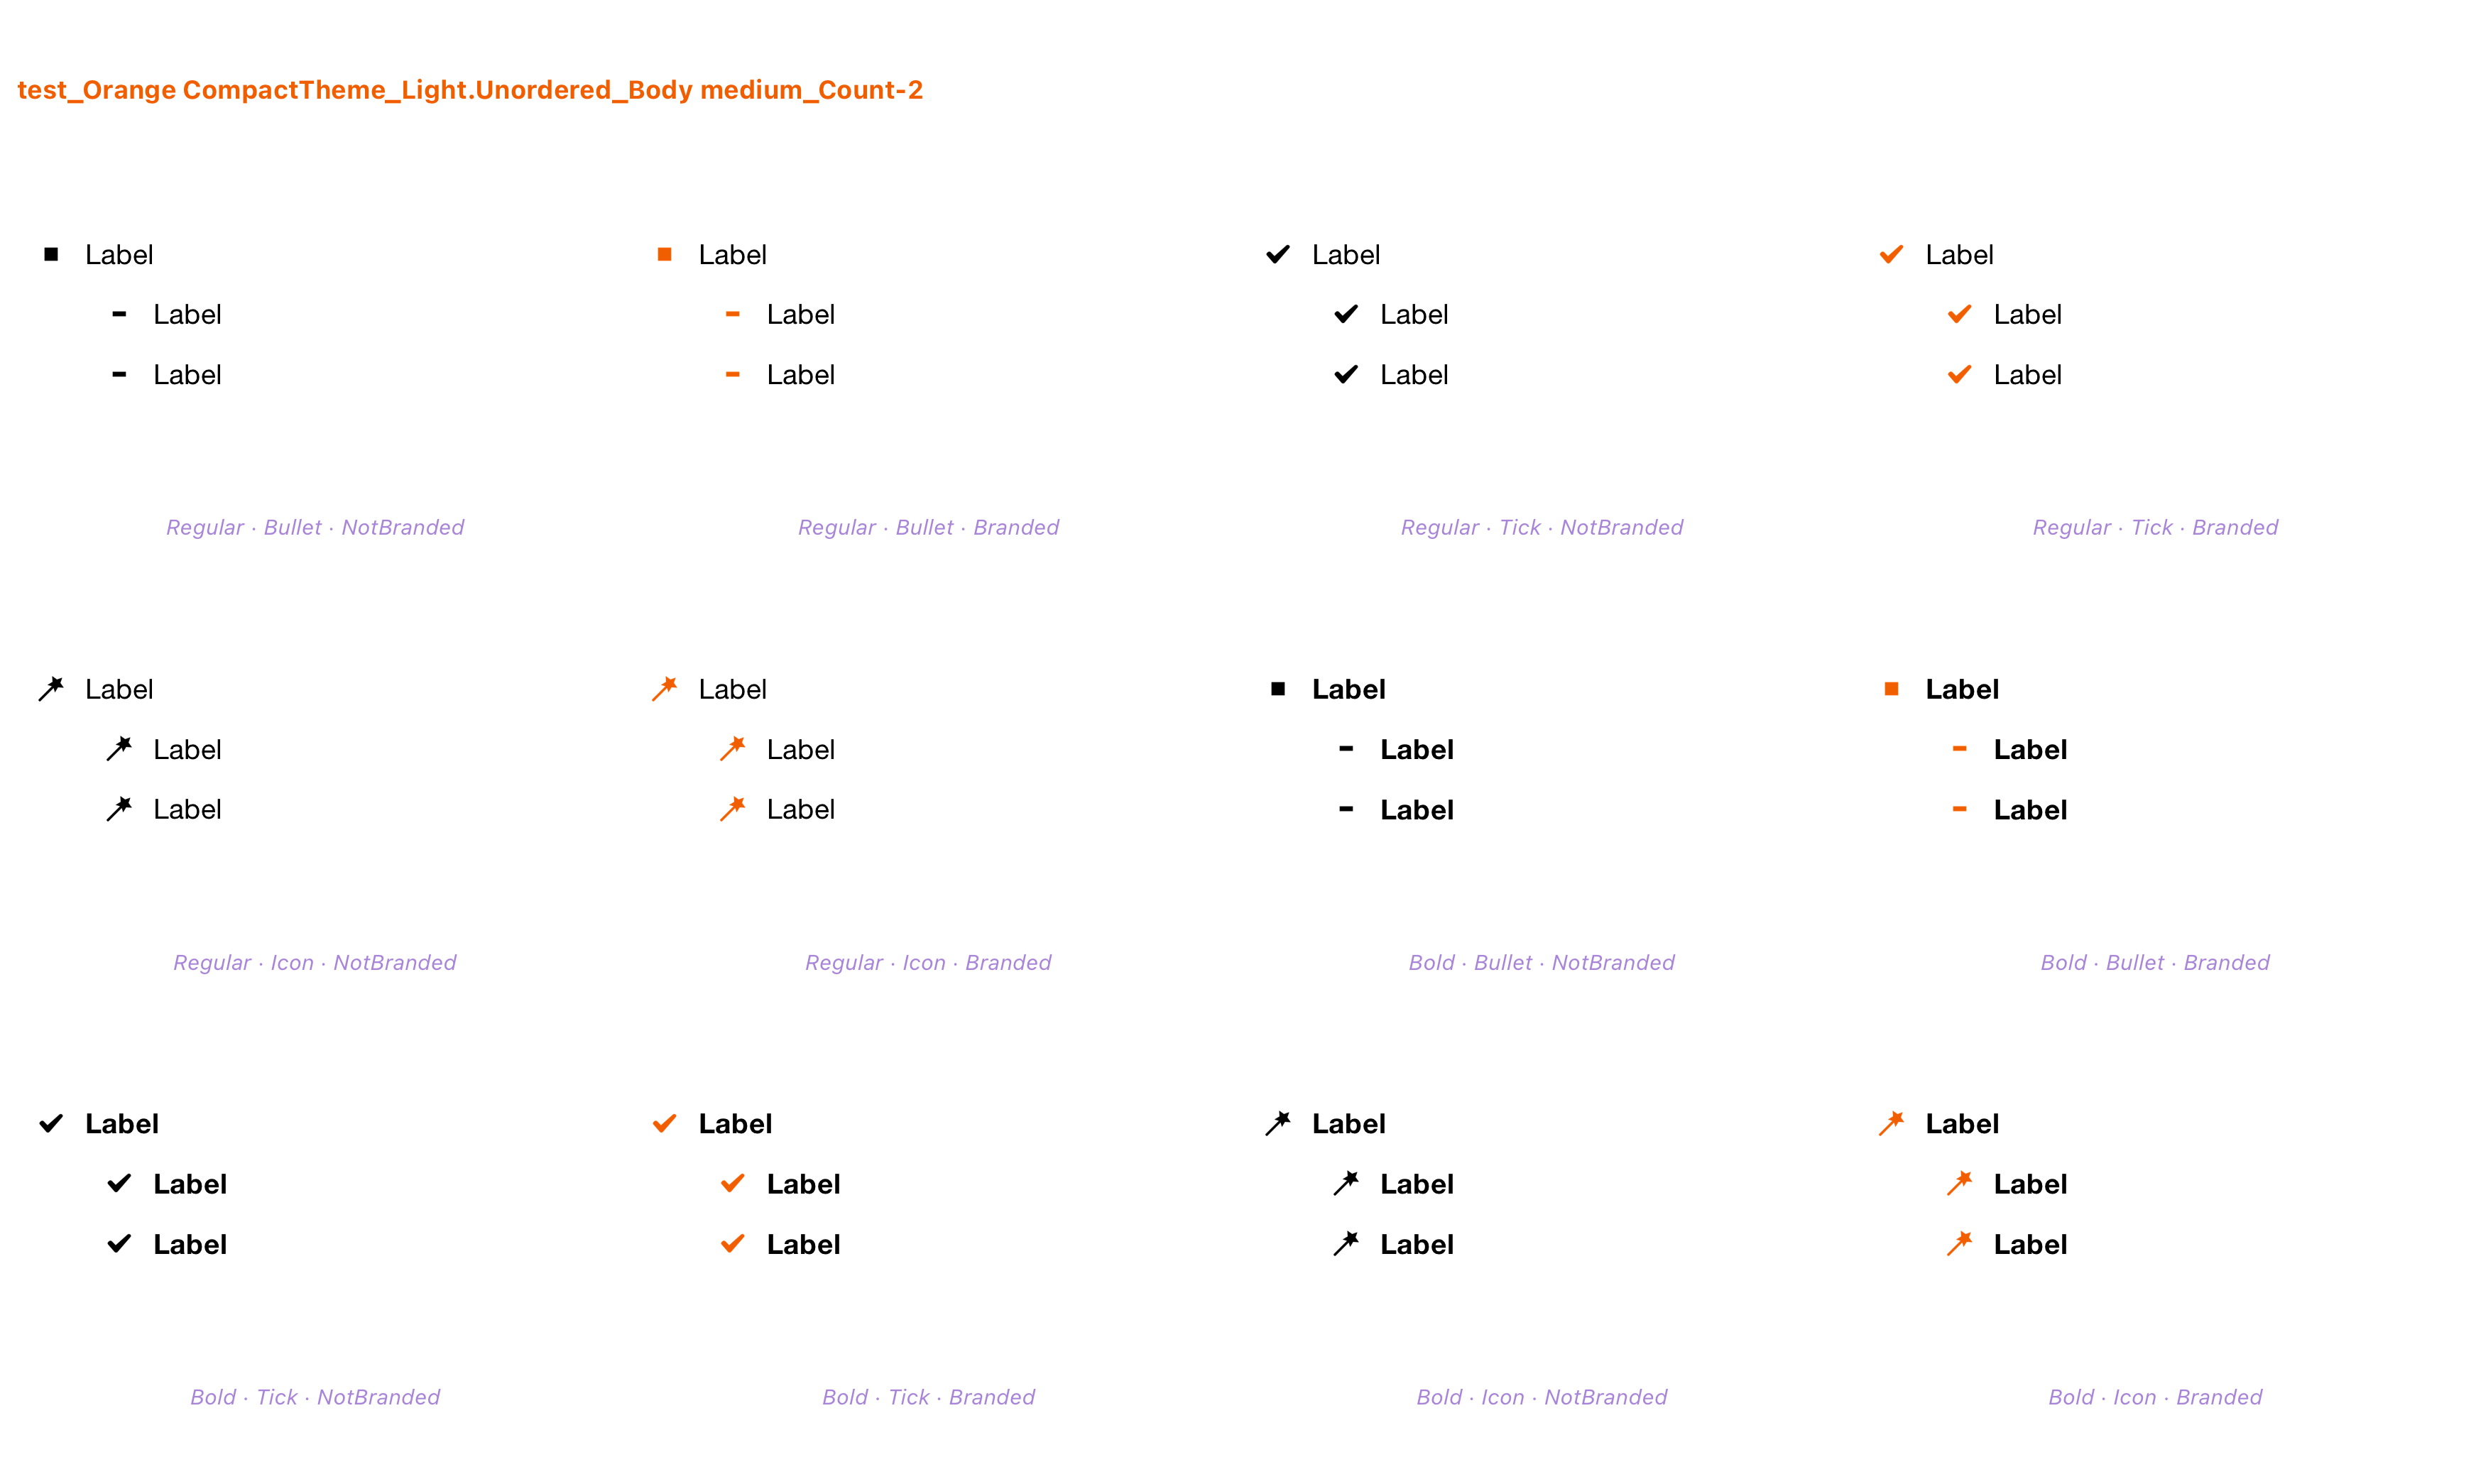 test_Orange CompactTheme_Light.Unordered_Body medium_Count-2
Label
Label
Label
Regular · Bullet · NotBranded
Label
Label
Label
Regular · Bullet · Branded
Label
Label
Label
Regular · Tick · NotBranded
Label
Label
Label
Regular · Tick · Branded
Label
Label
Label
Regular · Icon · NotBranded
Label
Label
Label
Regular · Icon · Branded
Label
Label
Label
Bold · Bullet · NotBranded
Label
Label
Label
Bold · Bullet · Branded
Label
Label
Label
Bold · Tick · NotBranded
Label
Label
Label
Bold · Tick · Branded
Label
Label
Label
Bold · Icon · NotBranded
Label
Label
Label
Bold · Icon · Branded